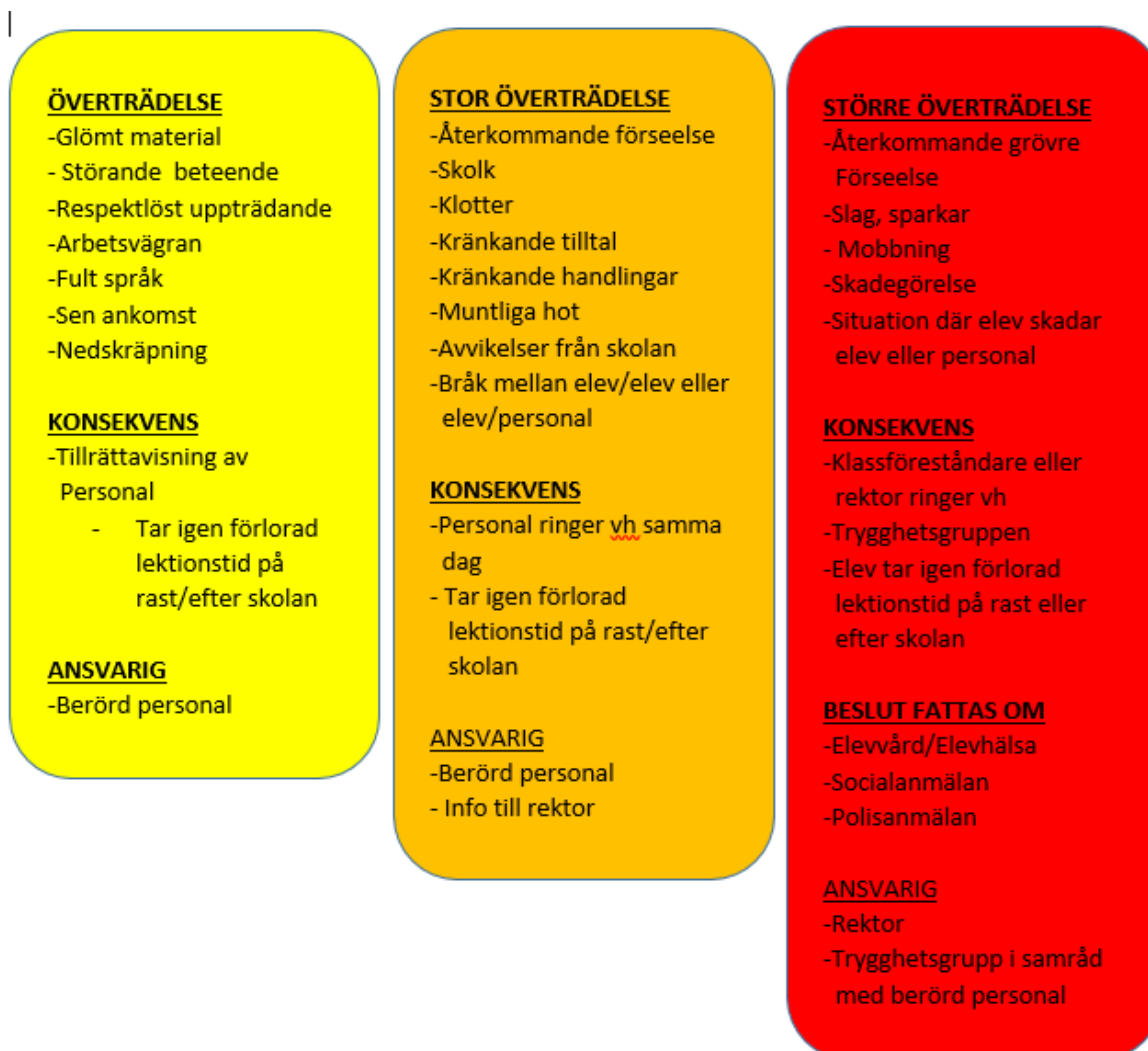 ÖVERTRÄDELSE
-Glömt material
- Störande beteende
-Respektlöst uppträdande
-Arbetsvägran
-Fult språk
-Sen ankomst
-Nedskräpning
KONSEKVENS
-Tillrättavisning av
Personal
- Tar igen förlorad
lektionstid på
rast/efter skolan
ANSVARIG
-Berörd personal
STOR ÖVERTRÄDELSE
-Återkommande förseelse
-Skolk
-Klotter
-Kränkande tilltal
-Kränkande handlingar
-Muntliga hot
-Avvikelser från skolan
-Bråk mellan elev/elev eller
elev/personal
KONSEKVENS
-Personal ringer vh samma
dag
- Tar igen förlorad
lektionstid på rast/efter
skolan
ANSVARIG
-Berörd personal
- Info till rektor
STÖRRE ÖVERTRÄDELSE
-Återkommande grövre
Förseelse
-Slag, sparkar
- Mobbning
-Skadegörelse
-Situation där elev skadar
elev eller personal
KONSEKVENS
-Klassföreståndare eller
rektor ringer vh
-Trygghetsgruppen
-Elev tar igen förlorad
lektionstid på rast eller
efter skolan
BESLUT FATTAS OM
-Elevvård/Elevhälsa
-Socialanmälan
-Polisanmälan
ANSVARIG
-Rektor
-Trygghetsgrupp i samråd
med berörd personal